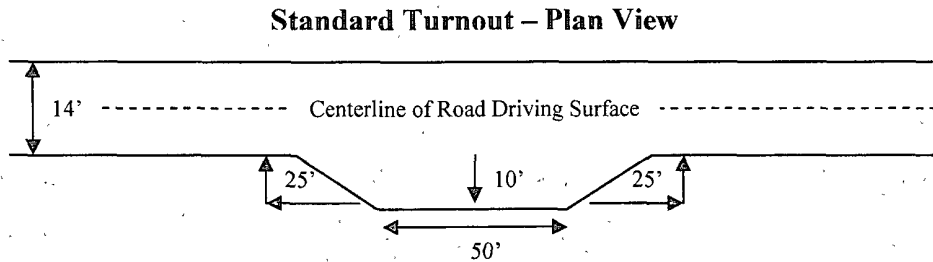 Standard Turnout – Plan View
14' Centerline of Road Driving Surface
25' 10' 25'
50'